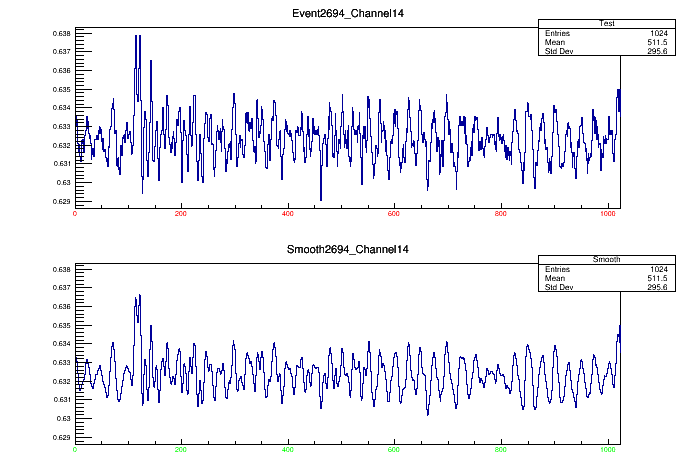 Event2694_Channel14
Test
Entries 1024
Mean 511.5
Std Dev 295.6
0.638
0.637
0.636
0.635
0.634
0.633
0.632
0.631
0.63
0.629
0 200 400 600 800 1000
Smooth2694_Channel14
Smooth
Entries 1024
Mean 511.5
Std Dev 295.6
0.638
0.637
0.636
0.635
0.634
0.633
0.632
0.631
0.63
0.629
0 200 400 600 800 1000